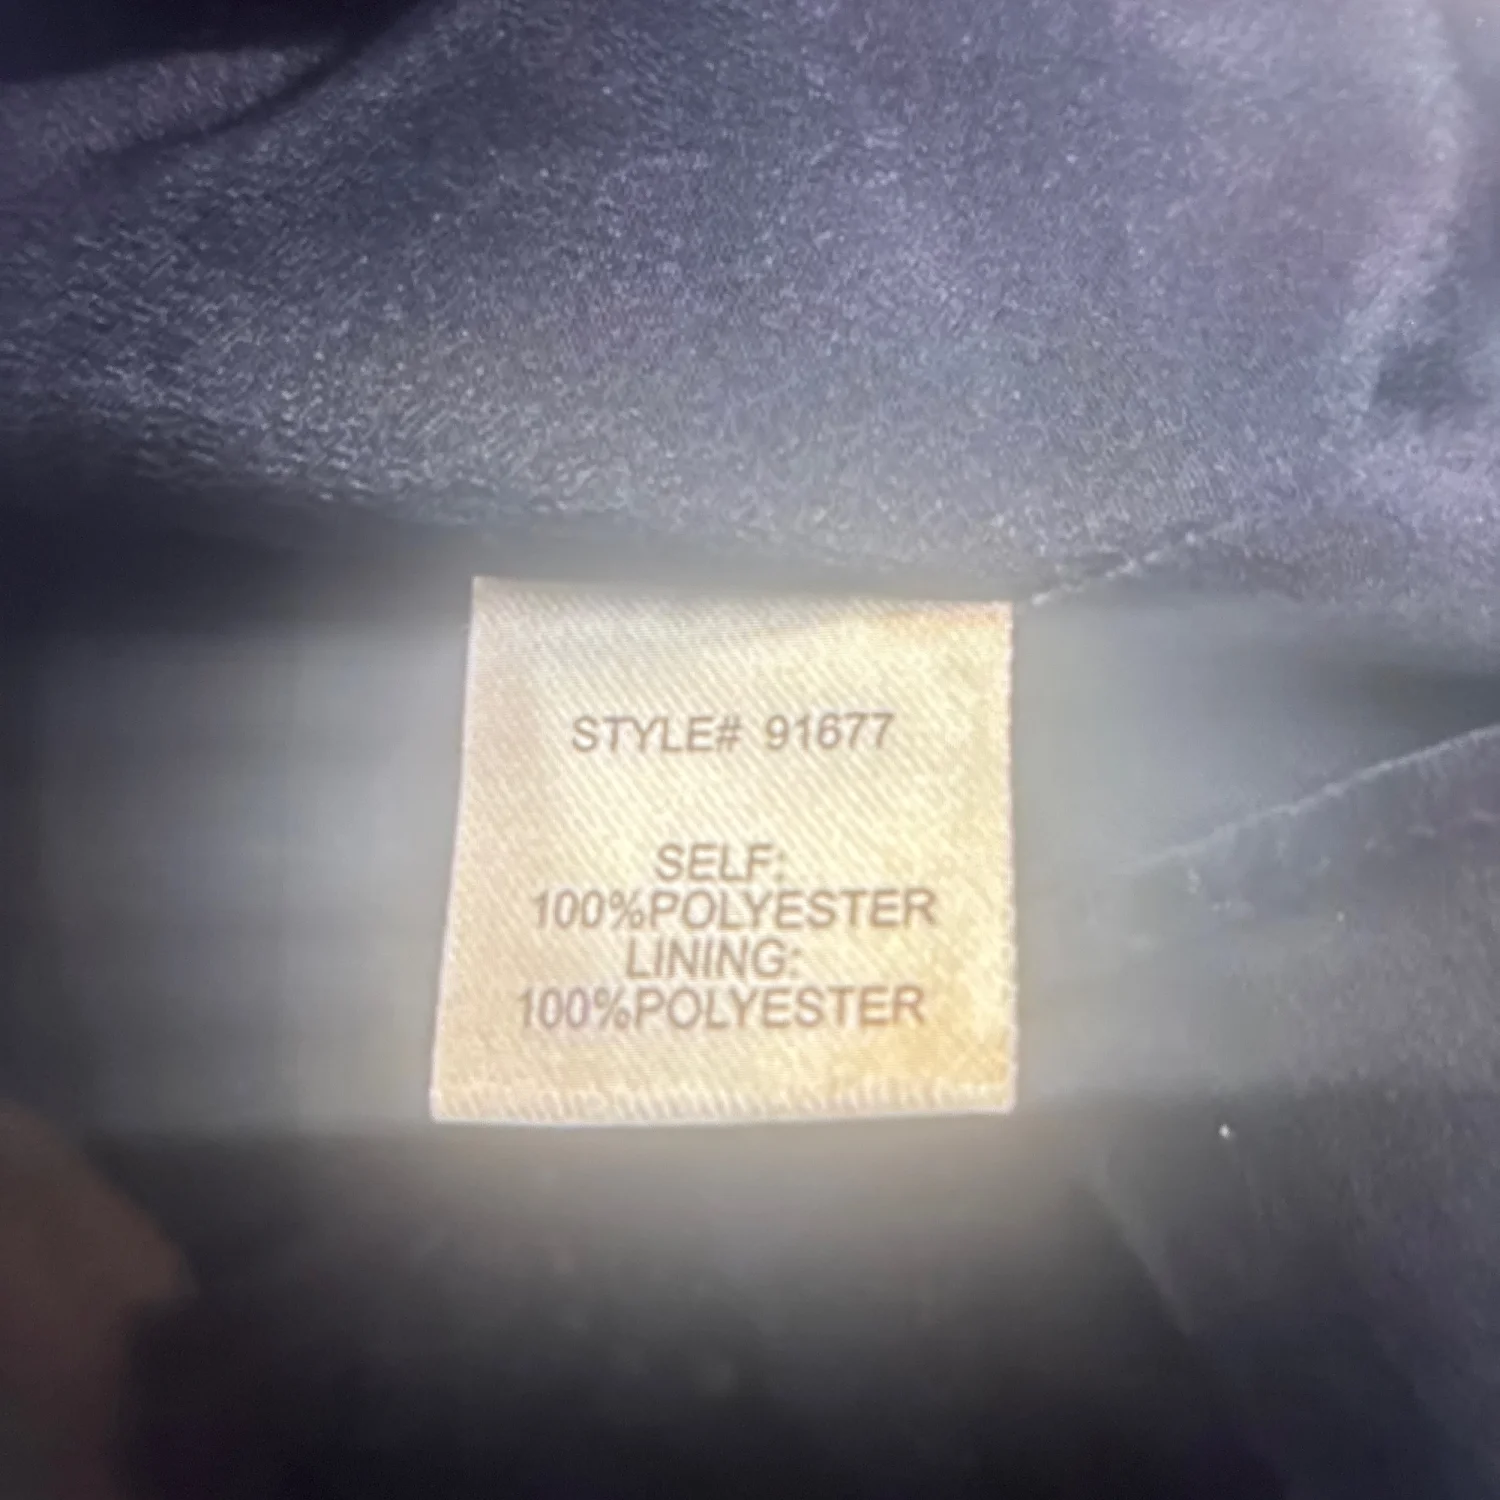 STYLE# 91677
SELF:
100%POLYESTER
LINING:
100%POLYESTER